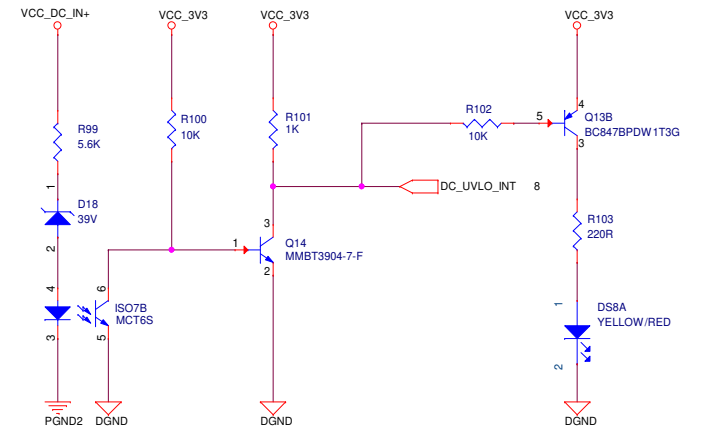 VCC_DC_IN+
VCC_3V3
VCC_3V3
VCC_3V3
R99
5.6K
R100
10K
R101
1K
R102
10K
5
4
Q13B
BC847BPDW1T3G
3
1
D18
39V
2
DC_UVLO_INT 8
3
1
Q14
MMBT3904-7-F
2
R103
220R
4
6
ISO7B
MCT6S
3
5
1
DS8A
YELLOW/RED
2
PGND2
DGND
DGND
DGND